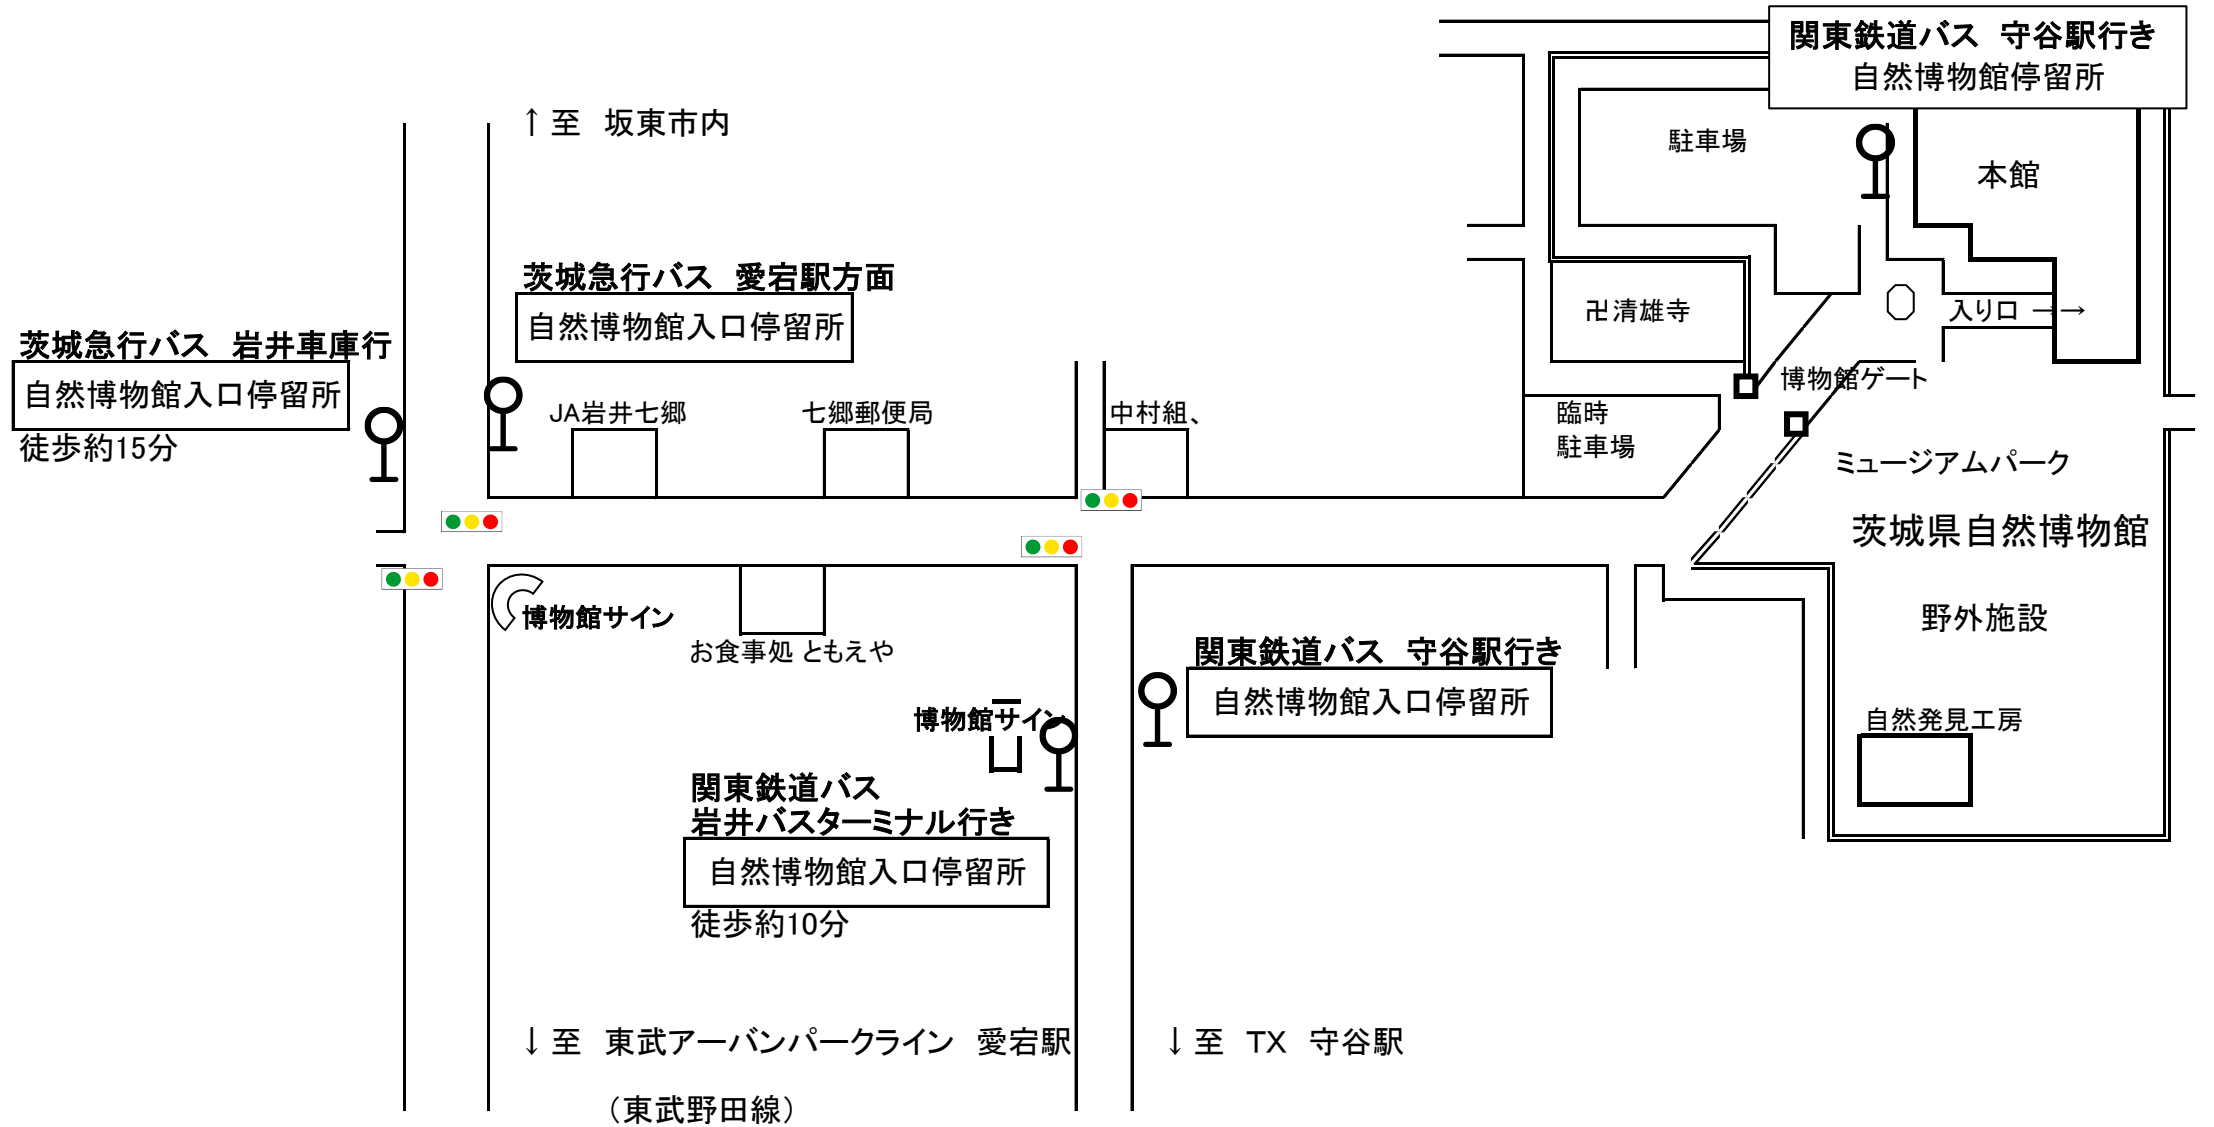 関東鉄道バス　守谷駅行き
自然博物館停留所
↑至　坂東市内
駐車場
本館
茨城急行バス　愛宕駅方面
自然博物館入口停留所
卍清雄寺
入り口 →→
茨城急行バス　岩井車庫行
自然博物館入口停留所
徒歩約15分
博物館ゲート
JA岩井七郷
七郷郵便局
中村組、
臨時
駐車場
ミュージアムパーク
茨城県自然博物館
博物館サイン
野外施設
お食事処 ともえや
関東鉄道バス　守谷駅行き
自然博物館入口停留所
博物館サイン
自然発見工房
関東鉄道バス
岩井バスターミナル行き
自然博物館入口停留所
徒歩約10分
↓至　東武アーバンパークライン　愛宕駅
（東武野田線）
↓至　TX　守谷駅